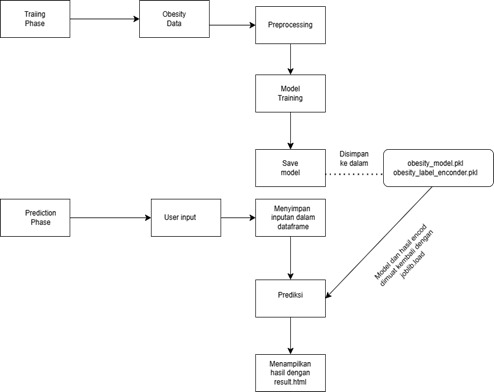 Traiing
Phase
Obesity
Data
Preprocessing
Model
Training
Save
model
Disimpan
ke dalam
obesity_model.pkl
obesity_label_enconder.pkl
Prediction
Phase
User input
Menyimpan
inputan dalam
dataframe
Model dan hasil encod
dimuat kembali dengan
joblib.load
Prediksi
Menampilkan
hasil dengan
result.html